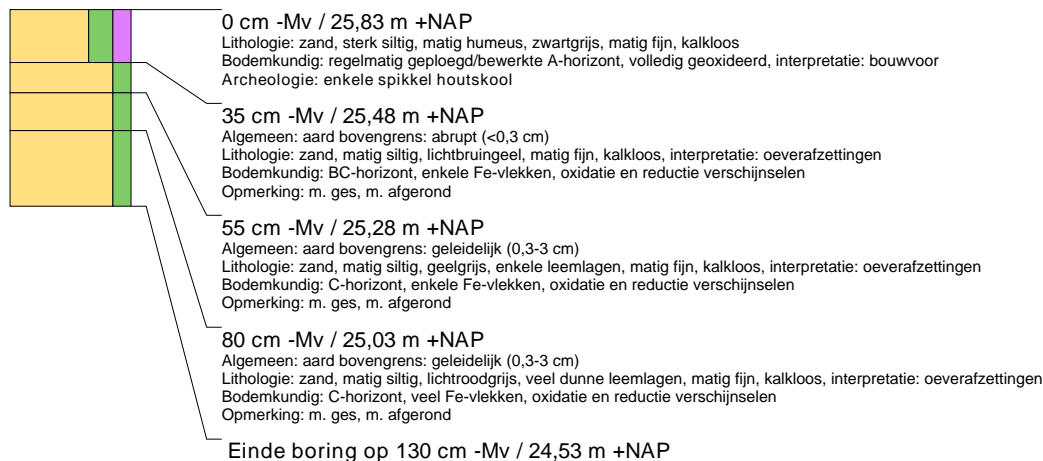 0 cm -Mv / 25,83 m +NAP
Lithologie: zand, sterk siltig, matig humeus, zwartgrijs, matig fijn, kalkloos
Bodemkundig: regelmatig geploegd/bewerkte A-horizont, volledig geoxideerd, interpretatie: bouwvoor
Archeologie: enkele spikkel houtskool
35 cm -Mv / 25,48 m +NAP
Algemeen: aard bovengrens: abrupt (<0,3 cm)
Lithologie: zand, matig siltig, lichtbruingeel, matig fijn, kalkloos, interpretatie: oeverafzettingen
Bodemkundig: BC-horizont, enkele Fe-vlekken, oxidatie en reductie verschijnselen
Opmerking: m. ges, m. afgerond
55 cm -Mv / 25,28 m +NAP
Algemeen: aard bovengrens: geleidelijk (0,3-3 cm)
Lithologie: zand, matig siltig, geelgrijs, enkele leemlagen, matig fijn, kalkloos, interpretatie: oeverafzettingen
Bodemkundig: C-horizont, enkele Fe-vlekken, oxidatie en reductie verschijnselen
Opmerking: m. ges, m. afgerond
80 cm -Mv / 25,03 m +NAP
Algemeen: aard bovengrens: geleidelijk (0,3-3 cm)
Lithologie: zand, matig siltig, lichtroodgrijs, veel dunne leemlagen, matig fijn, kalkloos, interpretatie: oeverafzettingen
Bodemkundig: C-horizont, veel Fe-vlekken, oxidatie en reductie verschijnselen
Opmerking: m. ges, m. afgerond
Einde boring op 130 cm -Mv / 24,53 m +NAP